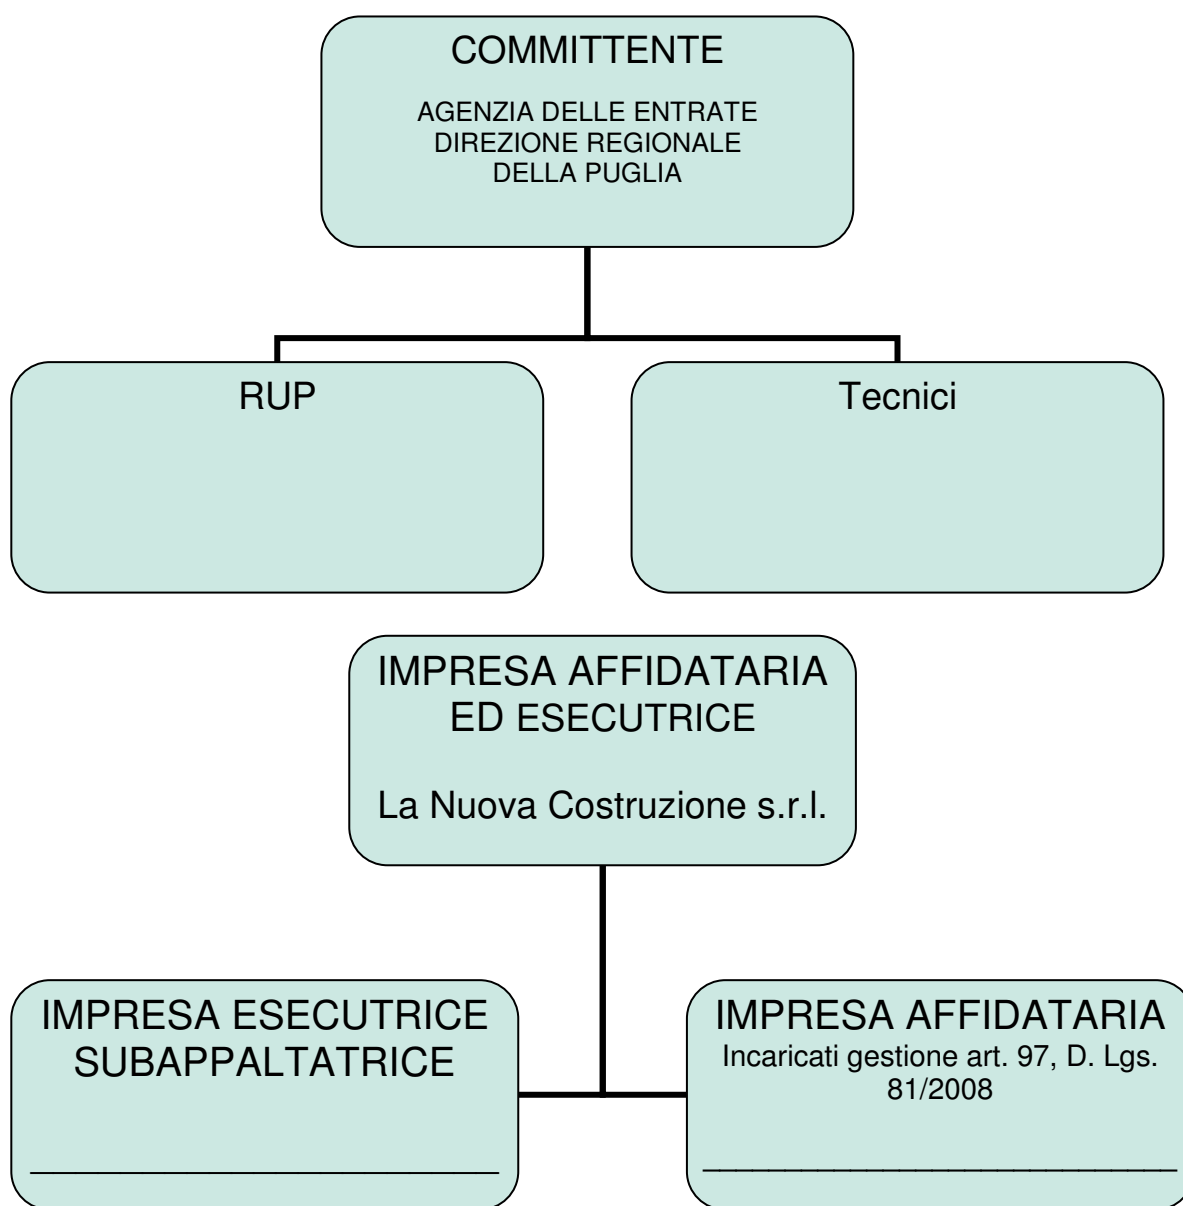 COMMITTENTE
AGENZIA DELLE ENTRATE
DIREZIONE REGIONALE
DELLA PUGLIA
RUP
Tecnici
IMPRESA AFFIDATARIA
ED ESECUTRICE
La Nuova Costruzione s.r.l.
IMPRESA ESECUTRICE
SUBAPPALTATRICE
IMPRESA AFFIDATARIA
Incaricati gestione art. 97, D. Lgs.
81/2008